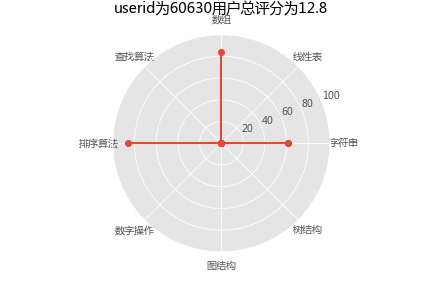 userid为60630用户总评分为12.8
数组
查找算法
线性表
100
80
60
40
20
排序算法
字符串
数字操作
树结构
图结构